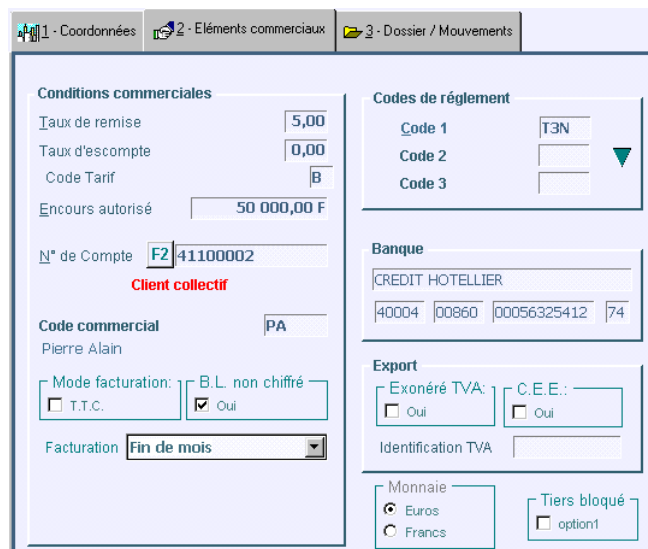 1 - Coordonnées
2 - Eléments commerciaux
3 - Dossier / Mouvements
Conditions commerciales
Taux de remise 5,00
Taux d'escompte 0,00
Code Tarif B
Encours autorisé 50 000,00 F
N° de Compte F2 41100002
Client collectif
Code commercial PA
Pierre Alain
Mode facturation: B.L. non chiffré
T.T.C. Oui
Facturation Fin de mois
Codes de réglement
Code 1 T3N
Code 2
Code 3
Banque
CREDIT HOTELLIER
40004 00860 00056325412 74
Export
Exonéré TVA: C.E.E.:
Oui Oui
Identification TVA
Monnaie
Euros
Francs
Tiers bloqué
option1